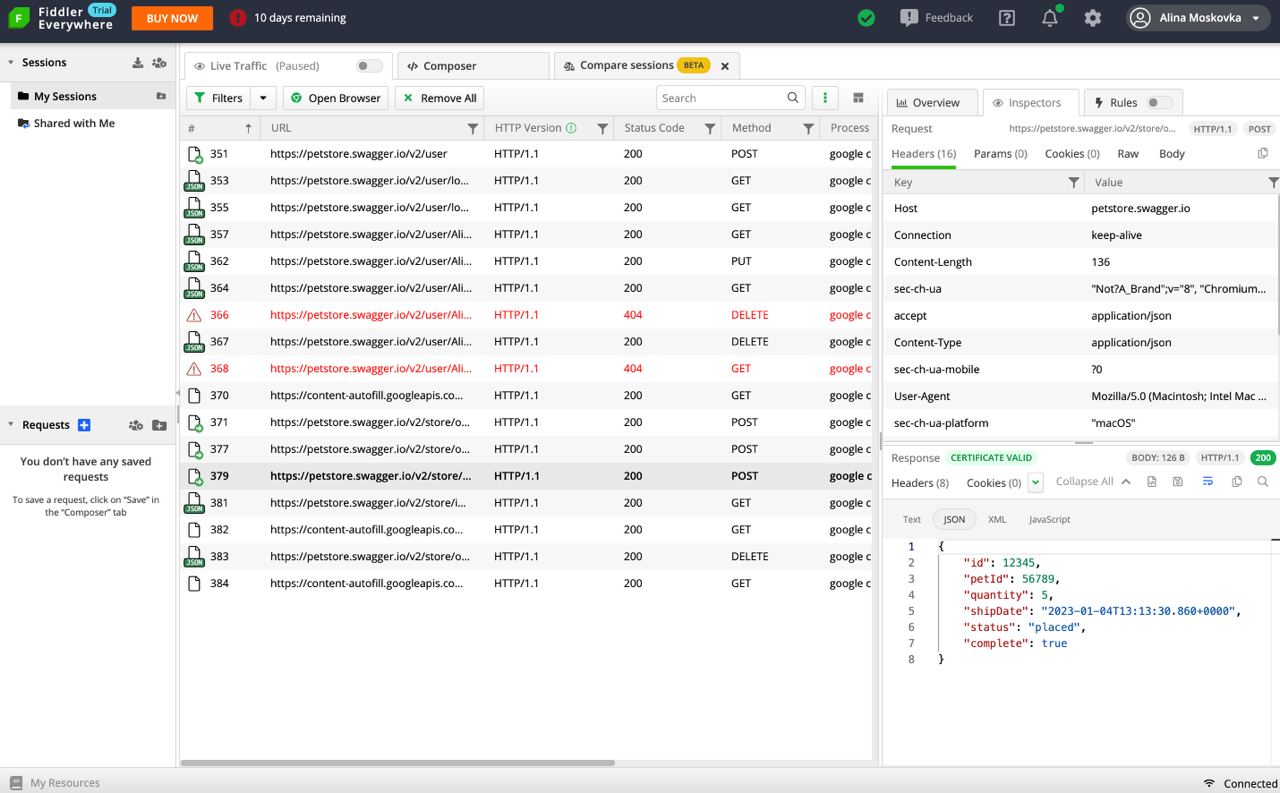 Fiddler Everywhere Trial
BUY NOW
10 days remaining
Feedback
Alina Moskovka
Sessions
My Sessions
Shared with Me
Requests
You don't have any saved
requests
To save a request, click on "Save" in
the "Composer" tab
Live Traffic (Paused)
Composer
Compare sessions BETA
Filters
Open Browser
Remove All
Search
# URL HTTP Version Status Code Method Process
351 https://petstore.swagger.io/v2/user HTTP/1.1 200 POST google c
JSON 353 https://petstore.swagger.io/v2/user/lo... HTTP/1.1 200 GET google c
JSON 355 https://petstore.swagger.io/v2/user/lo... HTTP/1.1 200 GET google c
JSON 357 https://petstore.swagger.io/v2/user/Ali... HTTP/1.1 200 GET google c
JSON 362 https://petstore.swagger.io/v2/user/Ali... HTTP/1.1 200 PUT google c
JSON 364 https://petstore.swagger.io/v2/user/Ali... HTTP/1.1 200 GET google c
366 https://petstore.swagger.io/v2/user/Ali... HTTP/1.1 404 DELETE google c
JSON 367 https://petstore.swagger.io/v2/user/Ali... HTTP/1.1 200 DELETE google c
368 https://petstore.swagger.io/v2/user/Ali... HTTP/1.1 404 GET google c
370 https://content-autofill.googleapis.co... HTTP/1.1 200 GET google c
371 https://petstore.swagger.io/v2/store/o... HTTP/1.1 200 POST google c
377 https://petstore.swagger.io/v2/store/o... HTTP/1.1 200 POST google c
379 https://petstore.swagger.io/v2/store/... HTTP/1.1 200 POST google c
JSON 381 https://petstore.swagger.io/v2/store/i... HTTP/1.1 200 GET google c
382 https://content-autofill.googleapis.co... HTTP/1.1 200 GET google c
JSON 383 https://petstore.swagger.io/v2/store/o... HTTP/1.1 200 DELETE google c
384 https://content-autofill.googleapis.co... HTTP/1.1 200 GET google c
Overview
Inspectors
Rules
Request https://petstore.swagger.io/v2/store/o... HTTP/1.1 POST
Headers (16) Params (0) Cookies (0) Raw Body
Key Value
Host petstore.swagger.io
Connection keep-alive
Content-Length 136
sec-ch-ua "Not?A_Brand";v="8", "Chromium...
accept application/json
Content-Type application/json
sec-ch-ua-mobile ?0
User-Agent Mozilla/5.0 (Macintosh; Intel Mac ...
sec-ch-ua-platform "macOS"
Response CERTIFICATE VALID BODY: 126 B HTTP/1.1 200
Headers (8) Cookies (0) Collapse All
Text JSON XML JavaScript
1 {
2 "id": 12345,
3 "petId": 56789,
4 "quantity": 5,
5 "shipDate": "2023-01-04T13:13:30.860+0000",
6 "status": "placed",
7 "complete": true
8 }
My Resources
Connected